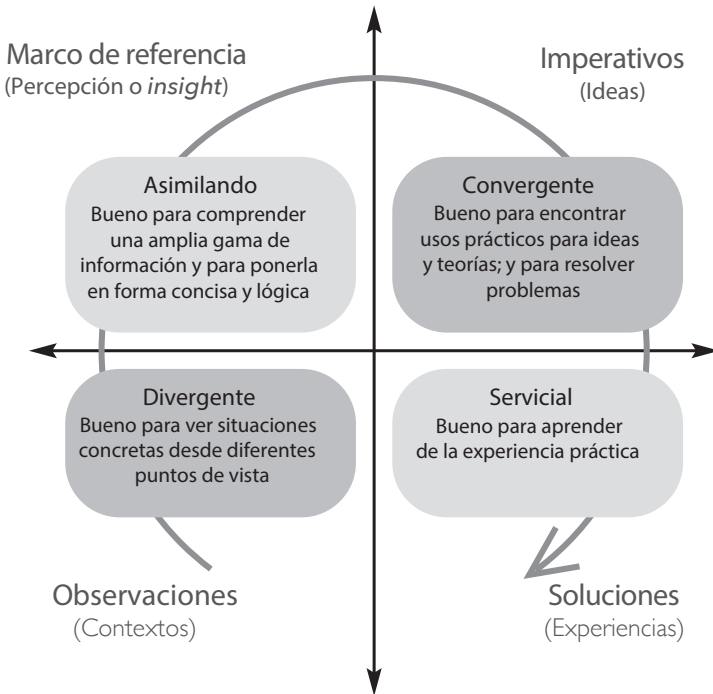 Marco de referencia
(Percepción o insight)
Imperativos
(Ideas)
Asimilando
Bueno para comprender
una amplia gama de
información y para ponerla
en forma concisa y lógica
Convergente
Bueno para encontrar
usos prácticos para ideas
y teorías; y para resolver
problemas
Divergente
Bueno para ver situaciones
concretas desde diferentes
puntos de vista
Servicial
Bueno para aprender
de la experiencia práctica
Observaciones
(Contextos)
Soluciones
(Experiencias)